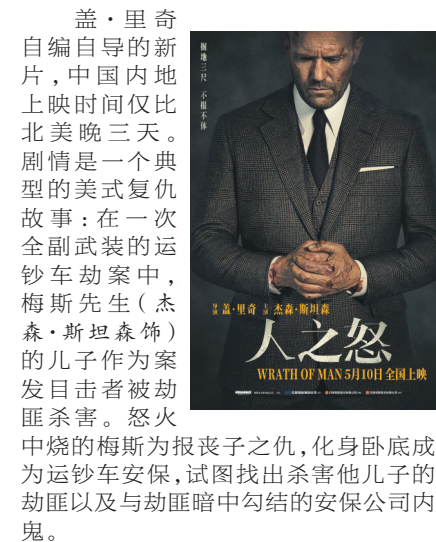 盖·里奇
自编自导的新
片,中国内地
上映时间仅比
北美晚三天。
剧情是一个典
型的美式复仇
故事:在一次
全副武装的运
钞车劫案中,
梅斯先生(杰
森·斯坦森饰)
的儿子作为案
发目击者被劫
匪杀害。怒火
中烧的梅斯为报丧子之仇,化身卧底成
为运钞车安保,试图找出杀害他儿子的
劫匪以及与劫匪暗中勾结的安保公司内
鬼。
掘地三尺 不报不休
导演 盖·里奇 主演 杰森·斯坦森
人之怒
WRATH OF MAN 5月10日全国上映